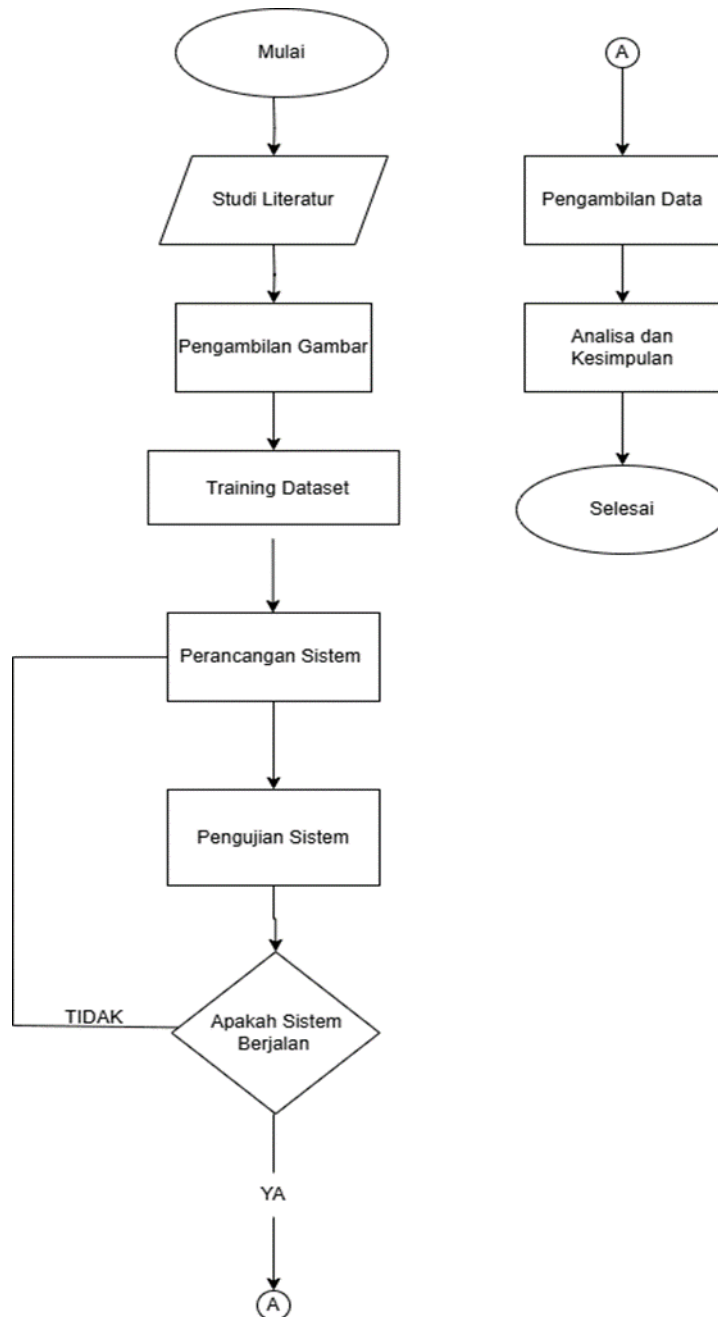 Mulai
Studi Literatur
Pengambilan Gambar
Training Dataset
Perancangan Sistem
Pengujian Sistem
Apakah Sistem
Berjalan
TIDAK
YA
A
A
Pengambilan Data
Analisa dan
Kesimpulan
Selesai